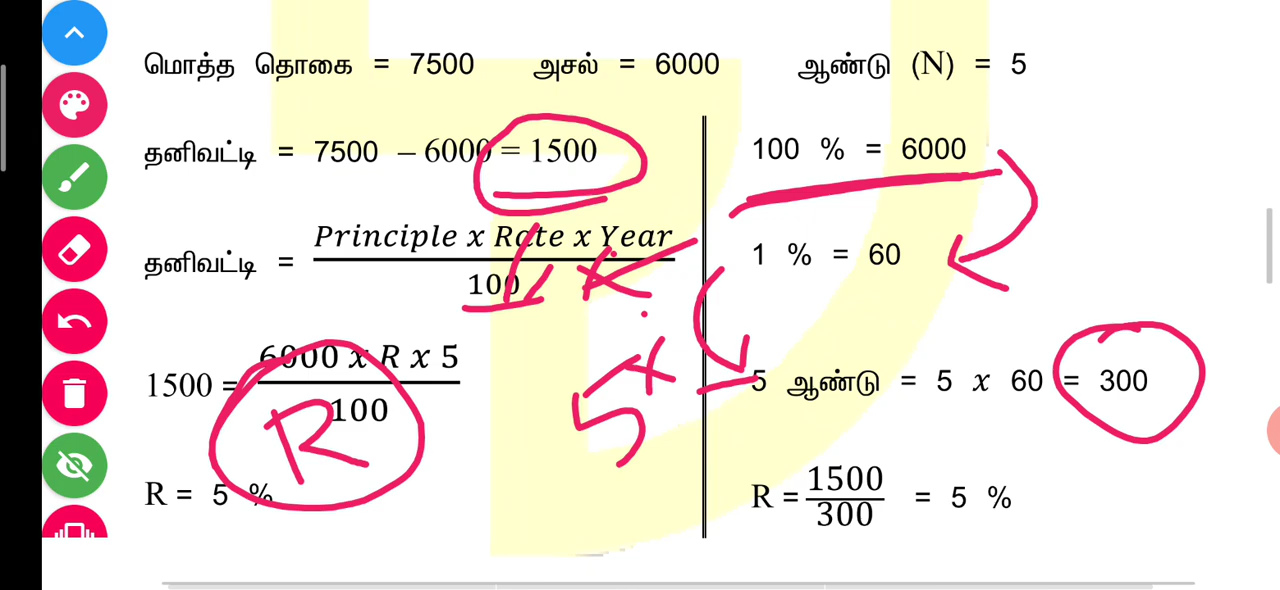 மொத்த தொகை = 7500 அசல் = 6000 ஆண்டு (N) = 5
தனிவட்டி = 7500 – 6000 = 1500
தனிவட்டி = Principle x Rate x Year / 100
1500 = 6000 x R x 5 / 100
R
R = 5 %
5
100 % = 6000
1 % = 60
5 ஆண்டு = 5 x 60 = 300
R = 1500 / 300 = 5 %